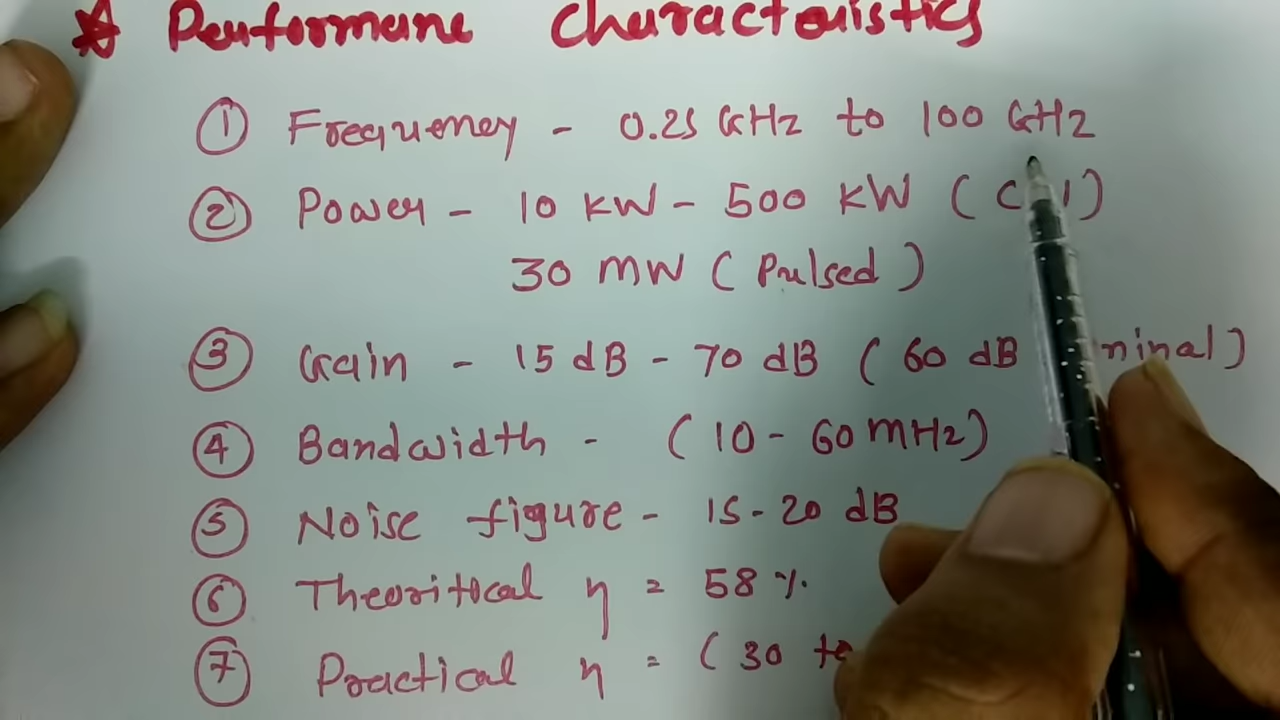 ☆ Performane Characteristics
① Frequency - 0.25 GHz to 100 GHz
② Power - 10 KW - 500 KW (
30 MW (Pulsed)
③ Gain - 15 dB - 70 dB (60 dB
④ Bandwidth - (10 - 60 MHz)
⑤ Noise figure - 15-20 dB
⑥ Theoritical η = 58 %
⑦ Practical η = (30 to